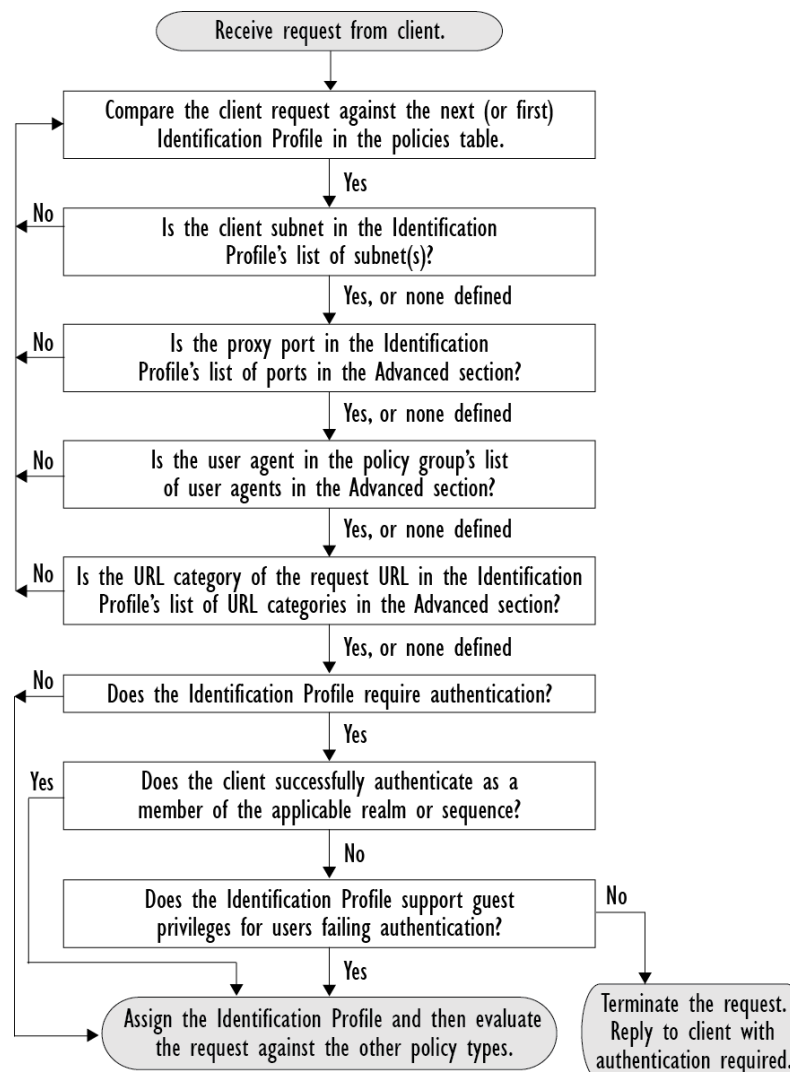 Receive request from client.
Compare the client request against the next (or first)
Identification Profile in the policies table.
Yes
No
Is the client subnet in the Identification
Profile's list of subnet(s)?
Yes, or none defined
No
Is the proxy port in the Identification
Profile's list of ports in the Advanced section?
Yes, or none defined
No
Is the user agent in the policy group's list
of user agents in the Advanced section?
Yes, or none defined
No
Is the URL category of the request URL in the Identification
Profile's list of URL categories in the Advanced section?
Yes, or none defined
No
Does the Identification Profile require authentication?
Yes
Yes
Does the client successfully authenticate as a
member of the applicable realm or sequence?
No
Does the Identification Profile support guest
privileges for users failing authentication?
No
Yes
Assign the Identification Profile and then evaluate
the request against the other policy types.
Terminate the request.
Reply to client with
authentication required.